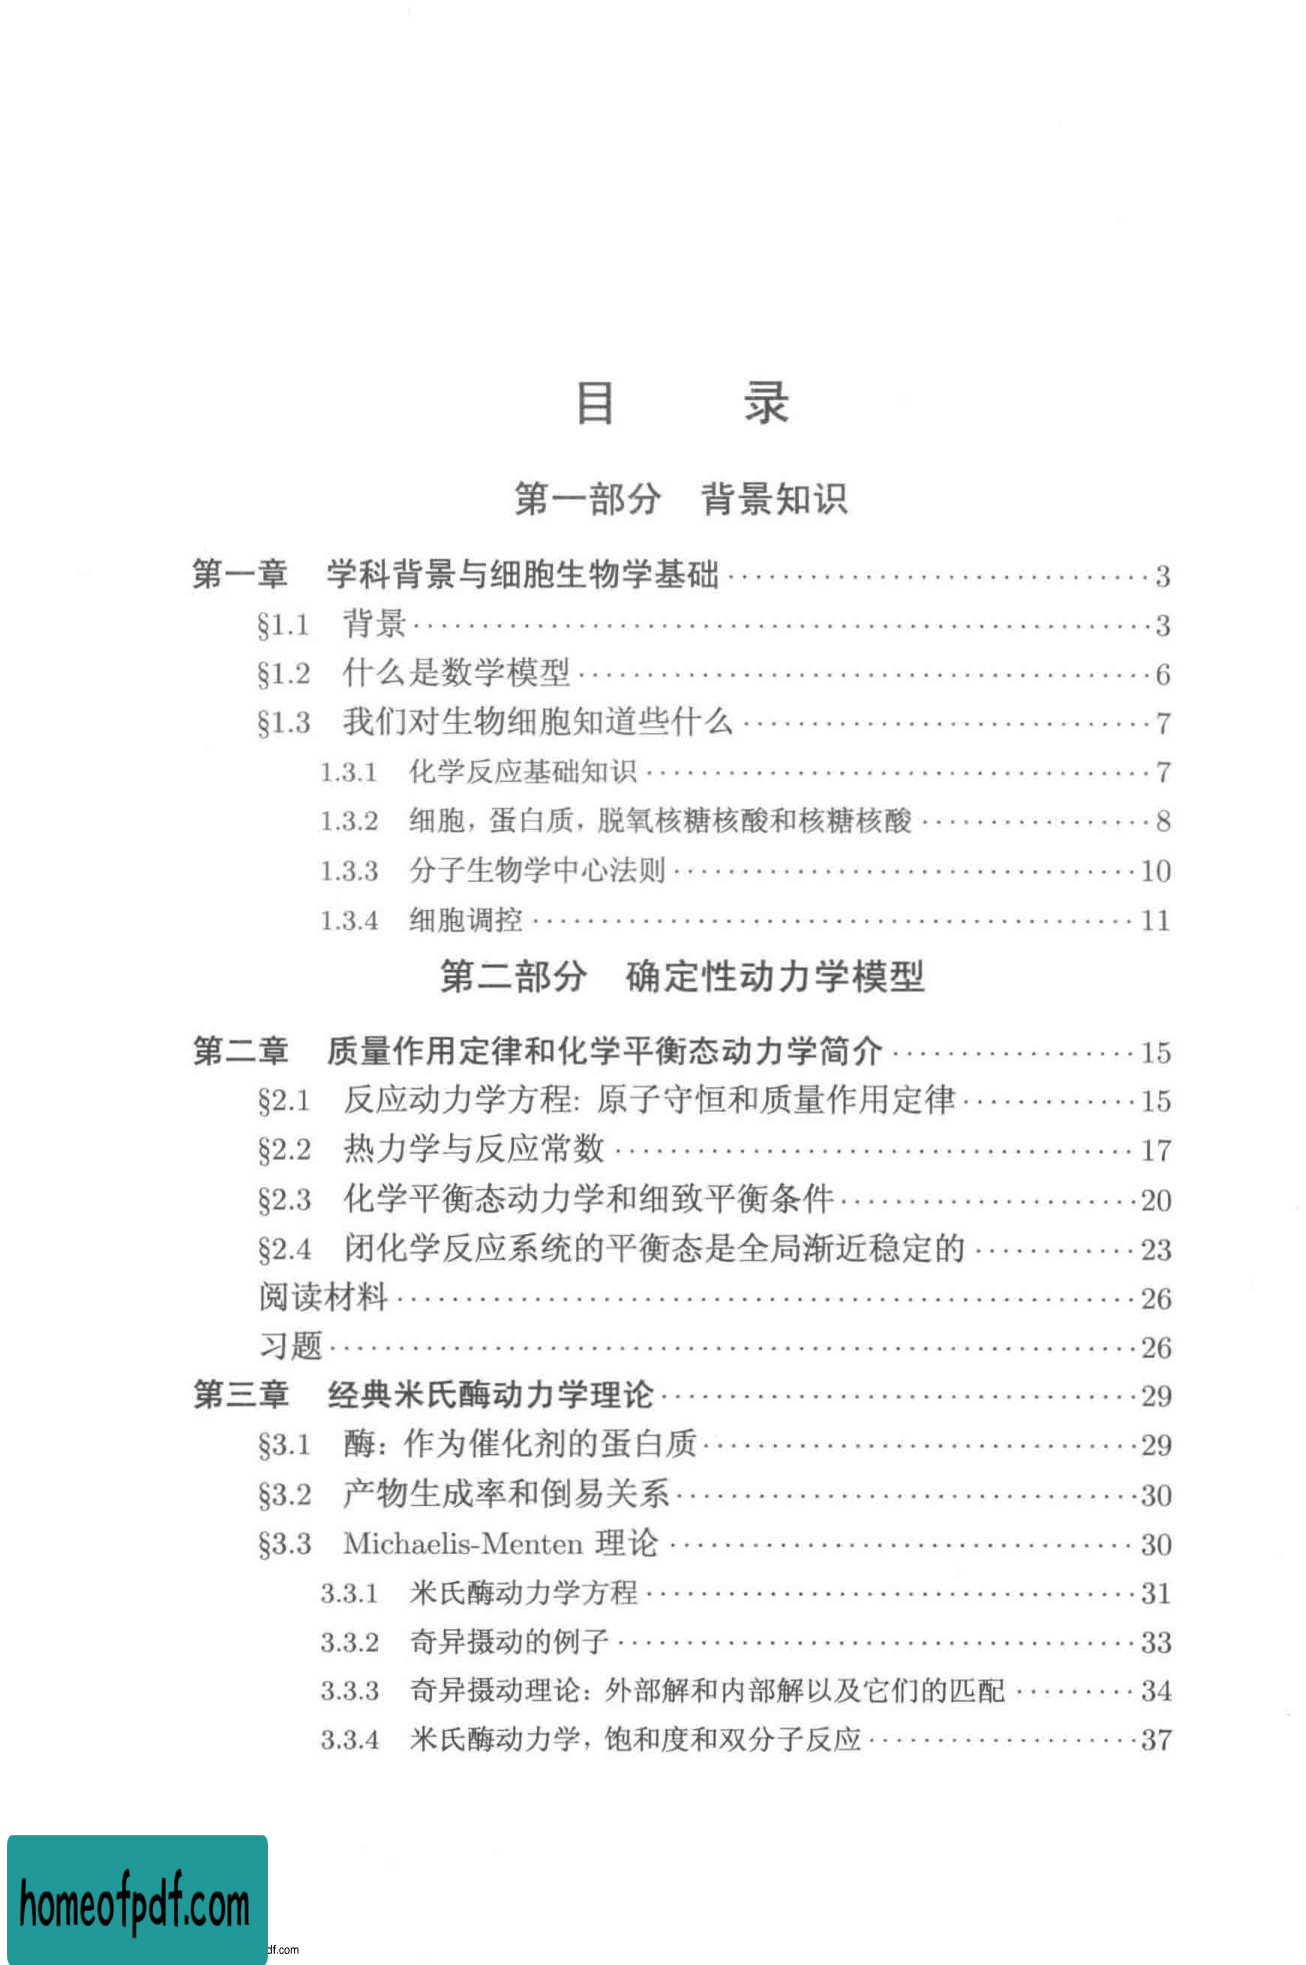 目 录
第一部分 背景知识
第一章 学科背景与细胞生物学基础 ······························· 3
§1.1 背景 ······················································ 3
§1.2 什么是数学模型 ·········································· 6
§1.3 我们对生物细胞知道些什么 ······························ 7
1.3.1 化学反应基础知识 ····································· 7
1.3.2 细胞, 蛋白质, 脱氧核糖核酸和核糖核酸 ················· 8
1.3.3 分子生物学中心法则 ·································· 10
1.3.4 细胞调控 ············································ 11
第二部分 确定性动力学模型
第二章 质量作用定律和化学平衡态动力学简介 ·················· 15
§2.1 反应动力学方程: 原子守恒和质量作用定律 ············· 15
§2.2 热力学与反应常数 ······································ 17
§2.3 化学平衡态动力学和细致平衡条件 ······················ 20
§2.4 闭化学反应系统的平衡态是全局渐近稳定的 ············ 23
阅读材料 ······················································ 26
习题 ··························································· 26
第三章 经典米氏酶动力学理论 ··································· 29
§3.1 酶: 作为催化剂的蛋白质 ································ 29
§3.2 产物生成率和倒易关系 ·································· 30
§3.3 Michaelis-Menten 理论 ·································· 30
3.3.1 米氏酶动力学方程 ···································· 31
3.3.2 奇异摄动的例子 ······································ 33
3.3.3 奇异摄动理论: 外部解和内部解以及它们的匹配 ········· 34
3.3.4 米氏酶动力学, 饱和度和双分子反应 ···················· 37
homeofpdf.com
df.com